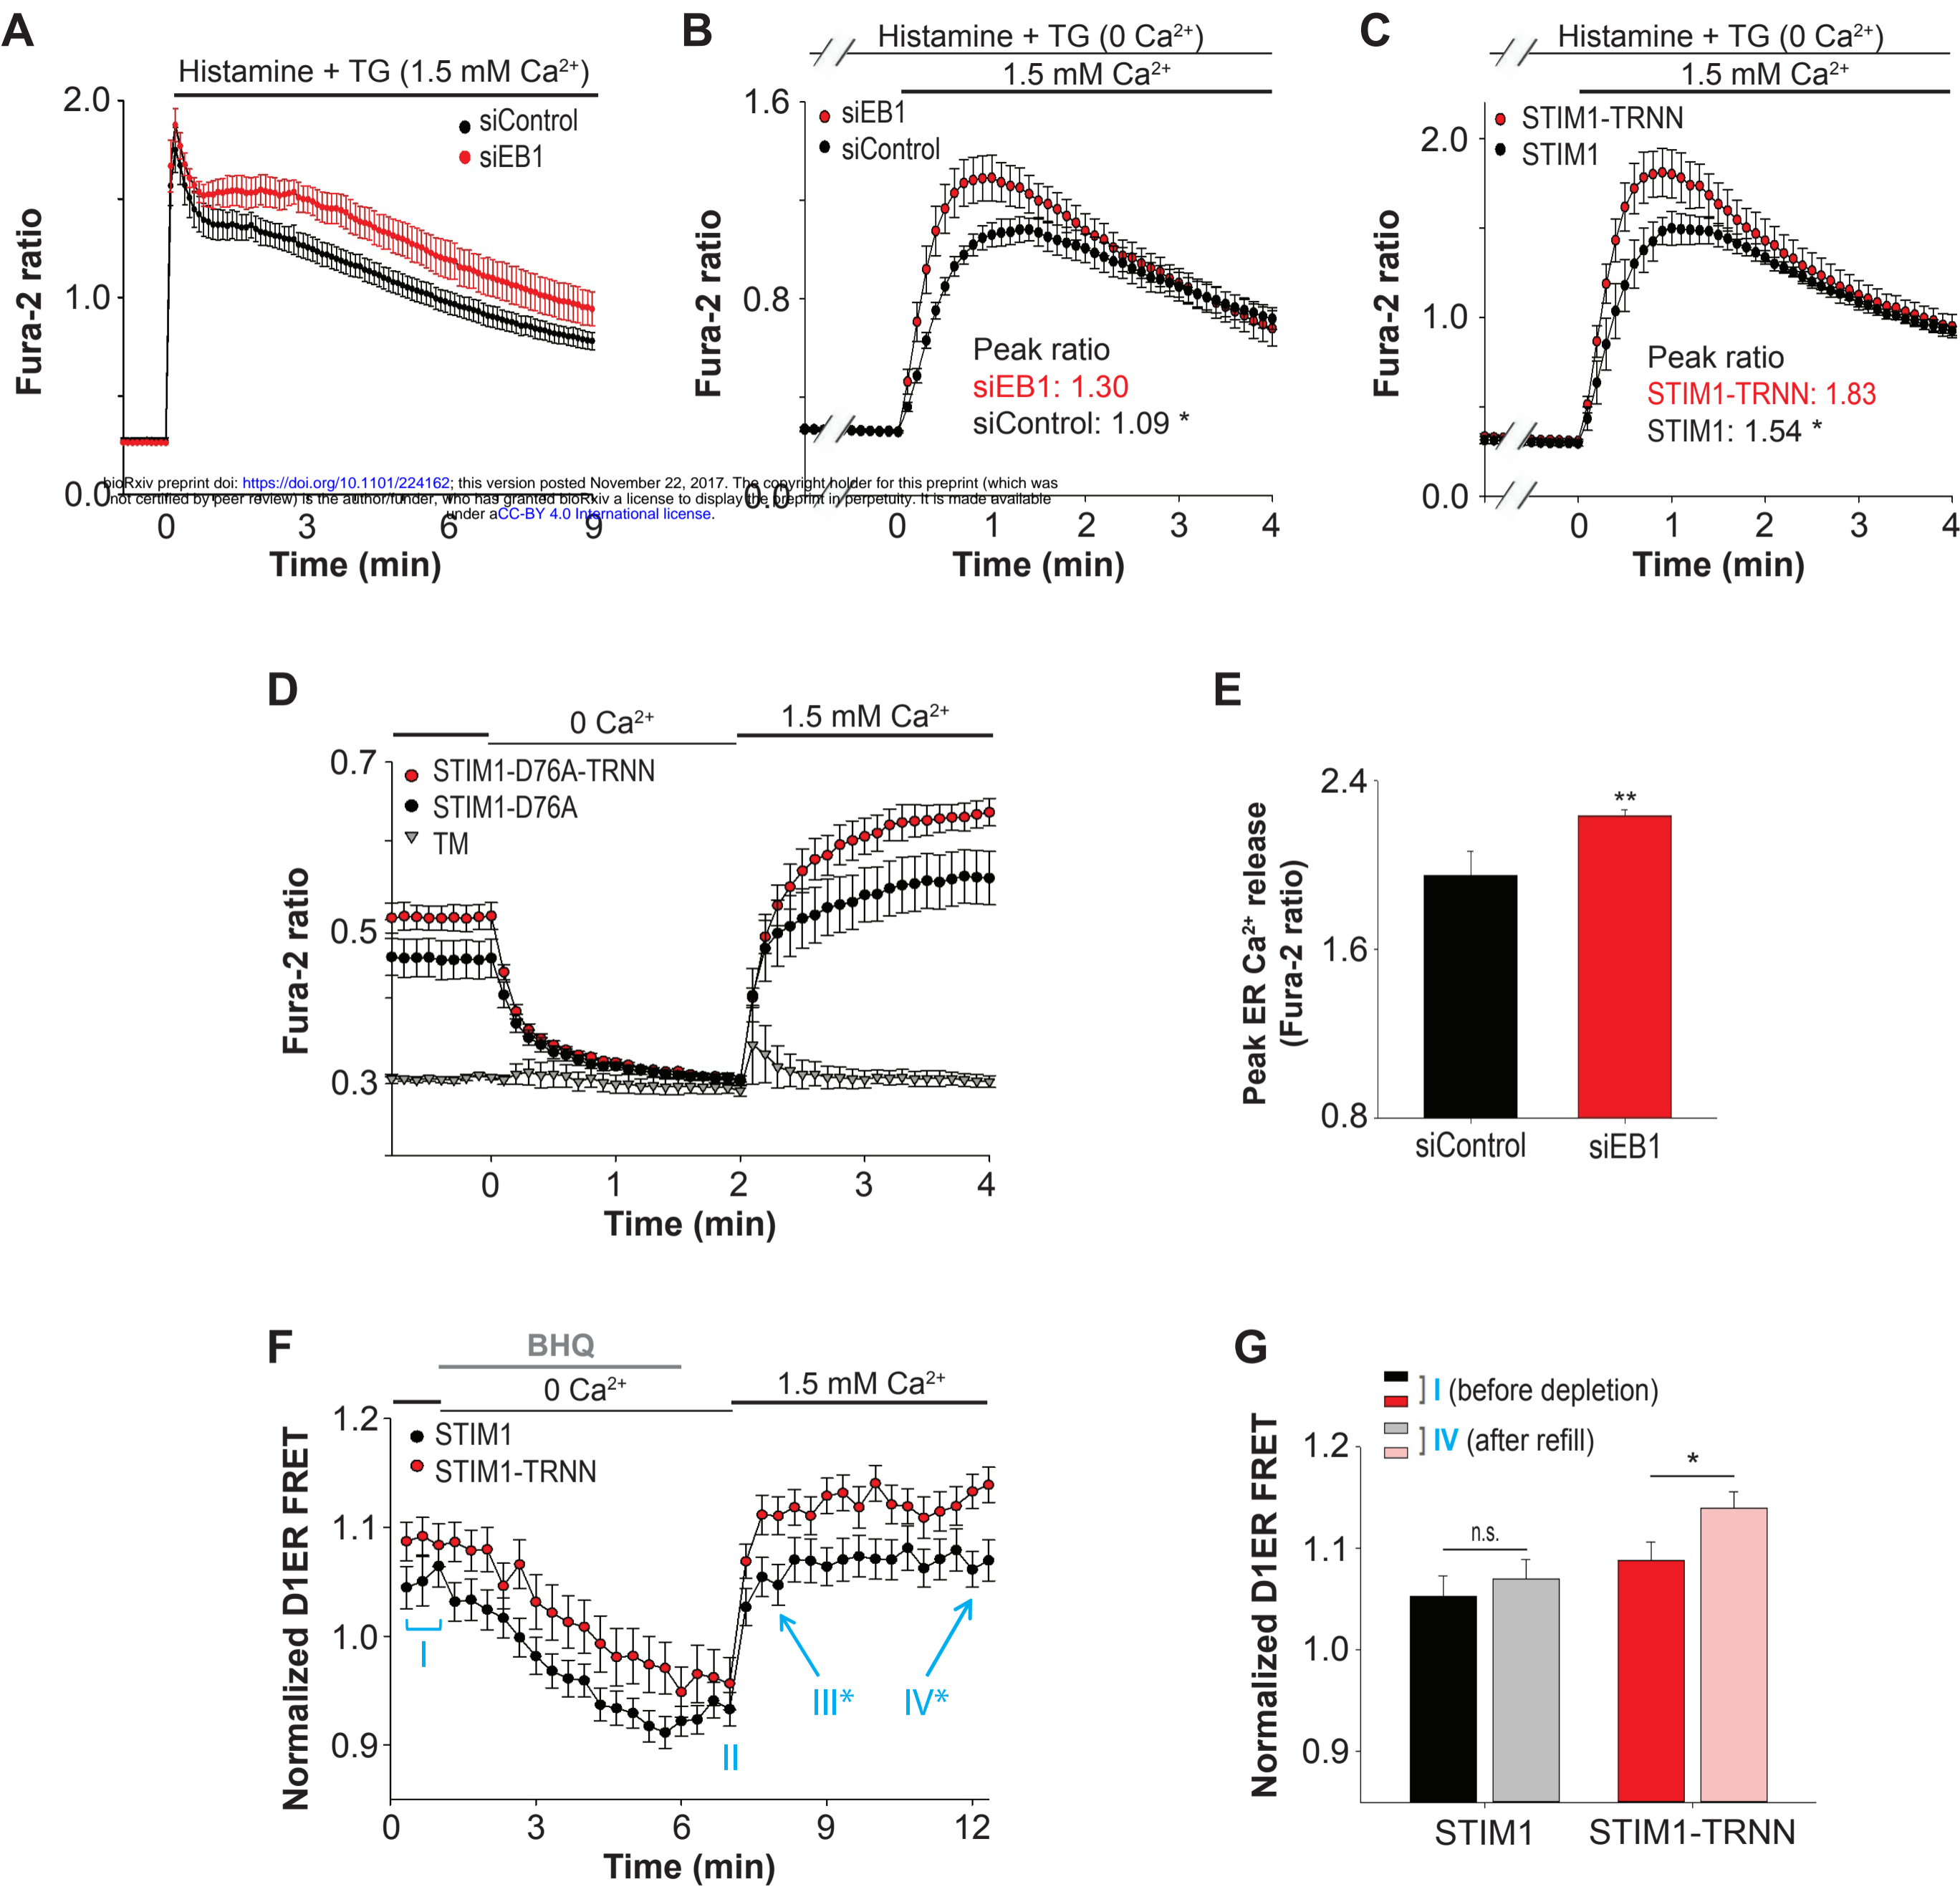 A
Histamine + TG (1.5 mM Ca²⁺)
siControl
siEB1
2.0
1.0
0.0
Fura-2 ratio
0 3 6 9
Time (min)
B
Histamine + TG (0 Ca²⁺)
1.5 mM Ca²⁺
siEB1
siControl
1.6
0.8
0.0
Fura-2 ratio
Peak ratio
siEB1: 1.30
siControl: 1.09 *
0 1 2 3 4
Time (min)
C
Histamine + TG (0 Ca²⁺)
1.5 mM Ca²⁺
STIM1-TRNN
STIM1
2.0
1.0
0.0
Fura-2 ratio
Peak ratio
STIM1-TRNN: 1.83
STIM1: 1.54 *
0 1 2 3 4
Time (min)
bioRxiv preprint doi: https://doi.org/10.1101/224162; this version posted November 22, 2017. The copyright holder for this preprint (which was
not certified by peer review) is the author/funder, who has granted bioRxiv a license to display the preprint in perpetuity. It is made available
under aCC-BY 4.0 International license.
D
0 Ca²⁺
1.5 mM Ca²⁺
STIM1-D76A-TRNN
STIM1-D76A
TM
0.7
0.5
0.3
Fura-2 ratio
0 1 2 3 4
Time (min)
E
Peak ER Ca²⁺ release
(Fura-2 ratio)
2.4
1.6
0.8
**
siControl siEB1
F
BHQ
0 Ca²⁺
1.5 mM Ca²⁺
STIM1
STIM1-TRNN
1.2
1.1
1.0
0.9
Normalized D1ER FRET
I
II
III*
IV*
0 3 6 9 12
Time (min)
G
I (before depletion)
IV (after refill)
1.2
1.1
1.0
0.9
Normalized D1ER FRET
n.s.
*
STIM1 STIM1-TRNN